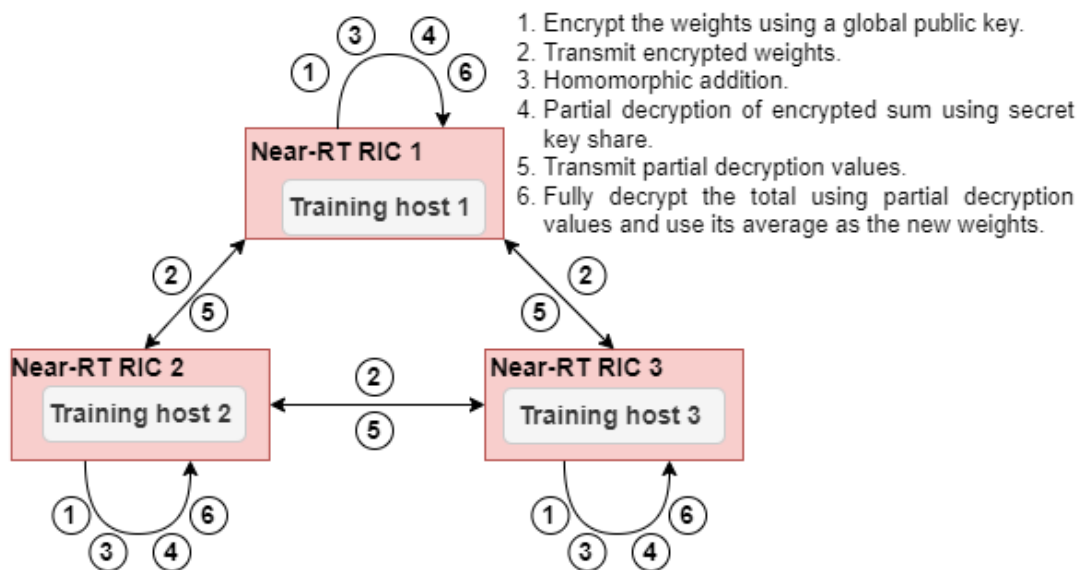 3
4
1
6
1. Encrypt the weights using a global public key.
2. Transmit encrypted weights.
3. Homomorphic addition.
4. Partial decryption of encrypted sum using secret
key share.
5. Transmit partial decryption values.
6. Fully decrypt the total using partial decryption
values and use its average as the new weights.
Near-RT RIC 1
Training host 1
2
5
2
5
Near-RT RIC 2
Training host 2
2
5
Near-RT RIC 3
Training host 3
1
3
4
6
1
3
4
6